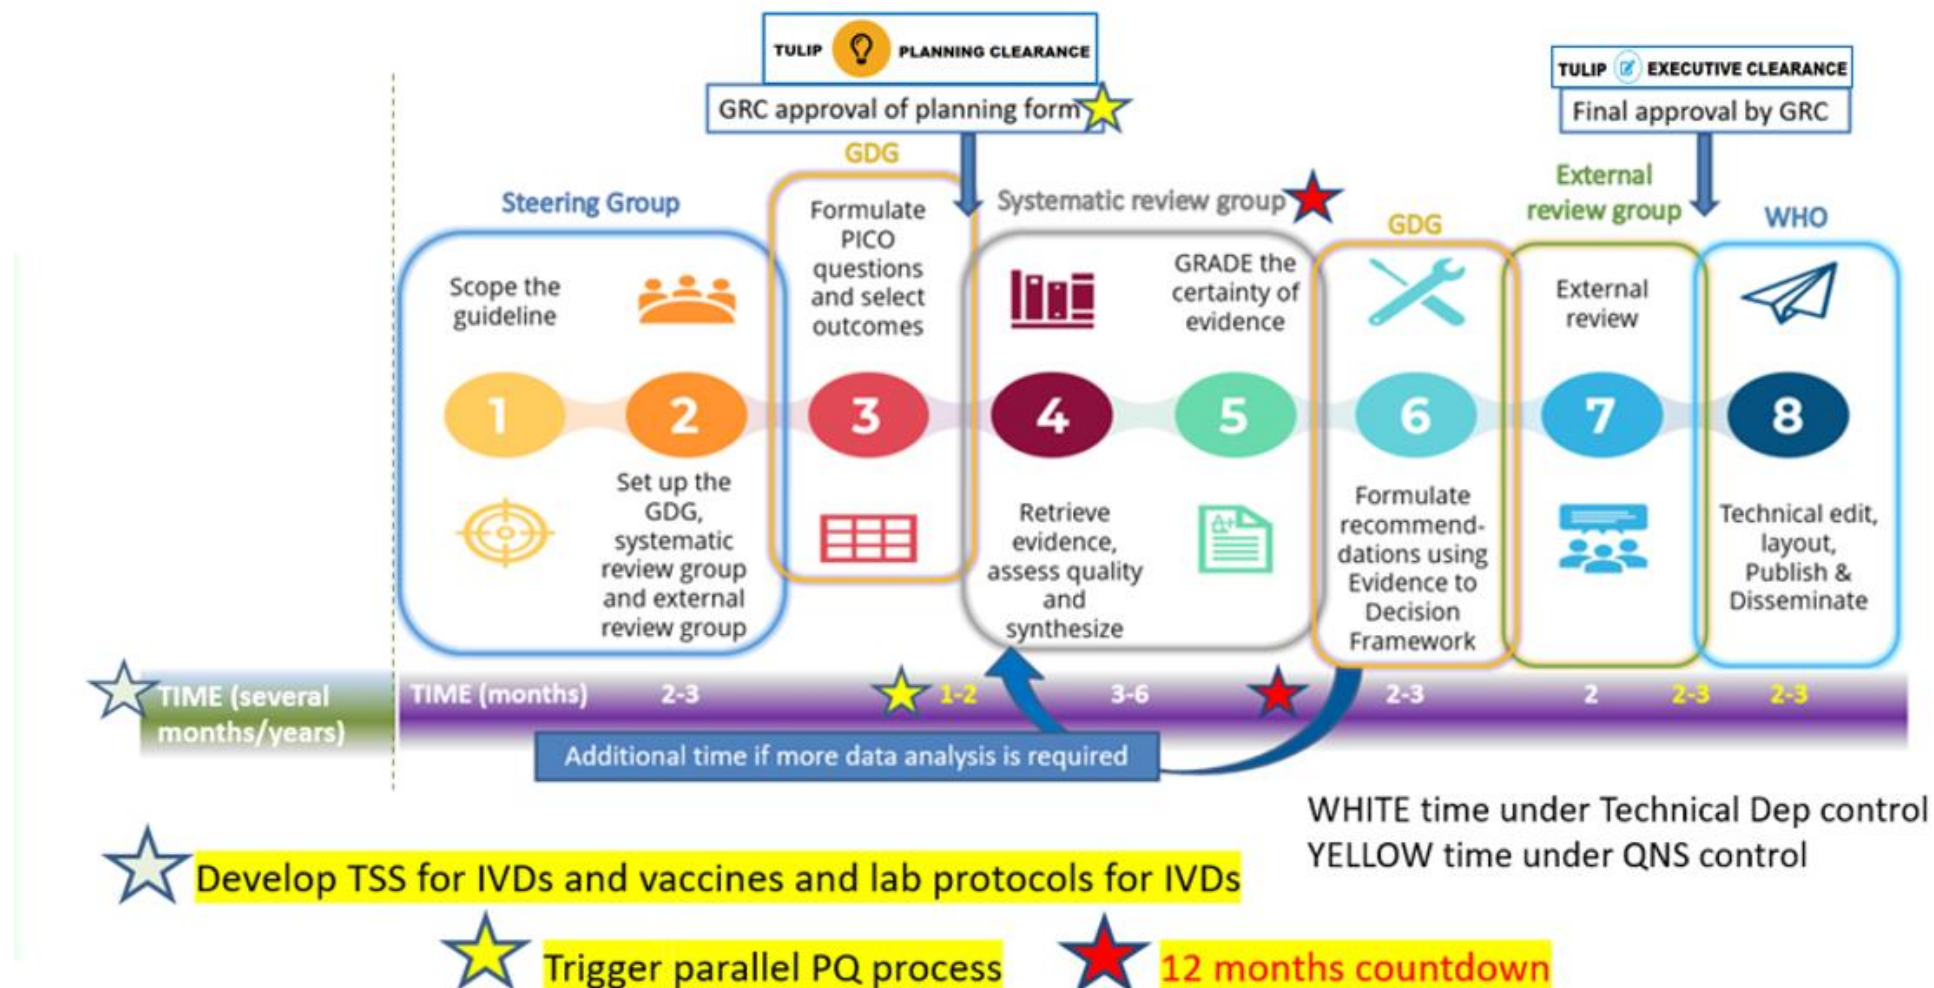 TULIP PLANNING CLEARANCE
GRC approval of planning form
TULIP EXECUTIVE CLEARANCE
Final approval by GRC
Steering Group
GDG
Systematic review group
GDG
External
review group
WHO
Scope the
guideline
1
2
Set up the
GDG,
systematic
review group
and external
review group
Formulate
PICO
questions
and select
outcomes
3
4
Retrieve
evidence,
assess quality
and
synthesize
GRADE the
certainty of
evidence
5
A+
6
Formulate
recommend-
dations using
Evidence to
Decision
Framework
External
review
7
8
Technical edit,
layout,
Publish &
Disseminate
TIME (several
months/years)
TIME (months) 2-3 1-2 3-6 2-3 2 2-3 2-3
Additional time if more data analysis is required
WHITE time under Technical Dep control
YELLOW time under QNS control
Develop TSS for IVDs and vaccines and lab protocols for IVDs
Trigger parallel PQ process
12 months countdown